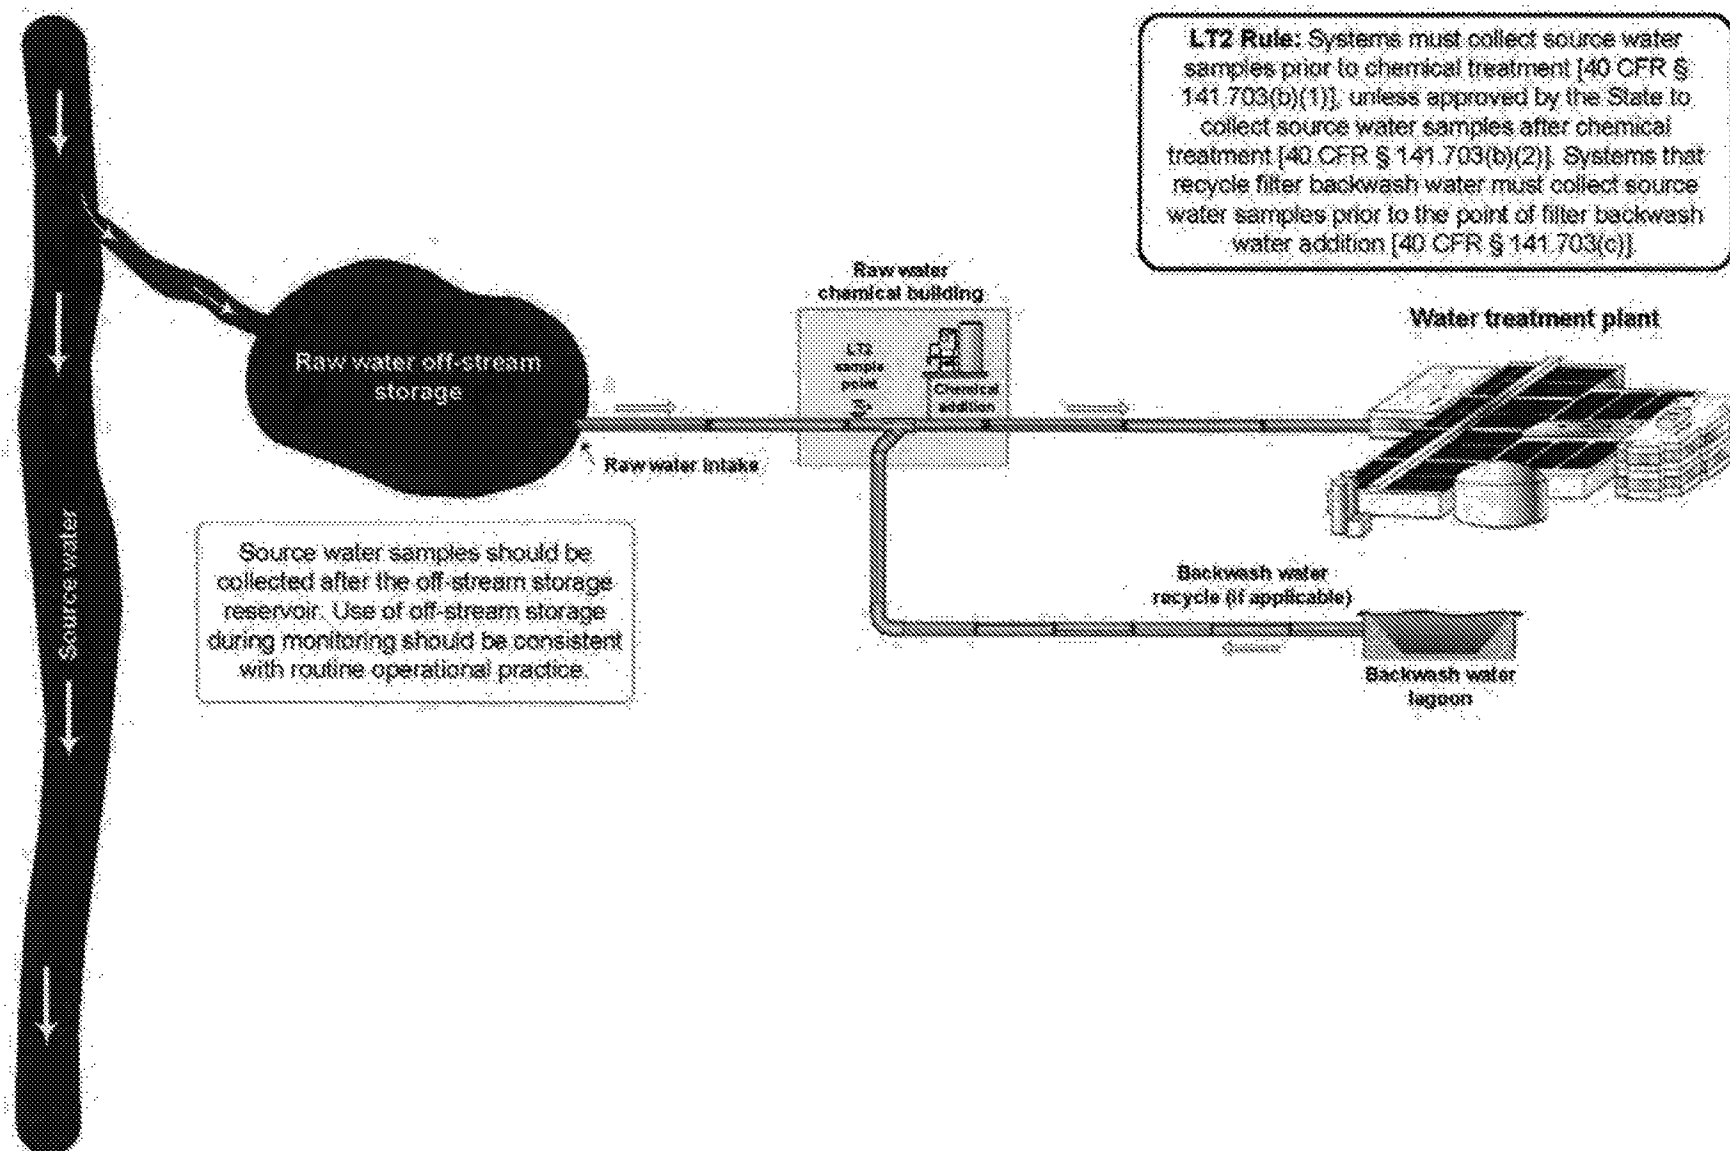 LT2 Rule: Systems must collect source water
samples prior to chemical treatment [40 CFR §
141.703(b)(1)], unless approved by the State to
collect source water samples after chemical
treatment [40 CFR § 141.703(b)(2)]. Systems that
recycle filter backwash water must collect source
water samples prior to the point of filter backwash
water addition [40 CFR § 141.703(c)].
Raw water
chemical building
Water treatment plant
Raw water off-stream
storage
LT2
sample
point
Chemical
addition
Raw water intake
Source water
Source water samples should be
collected after the off-stream storage
reservoir. Use of off-stream storage
during monitoring should be consistent
with routine operational practice.
Backwash water
recycle (if applicable)
Backwash water
lagoon